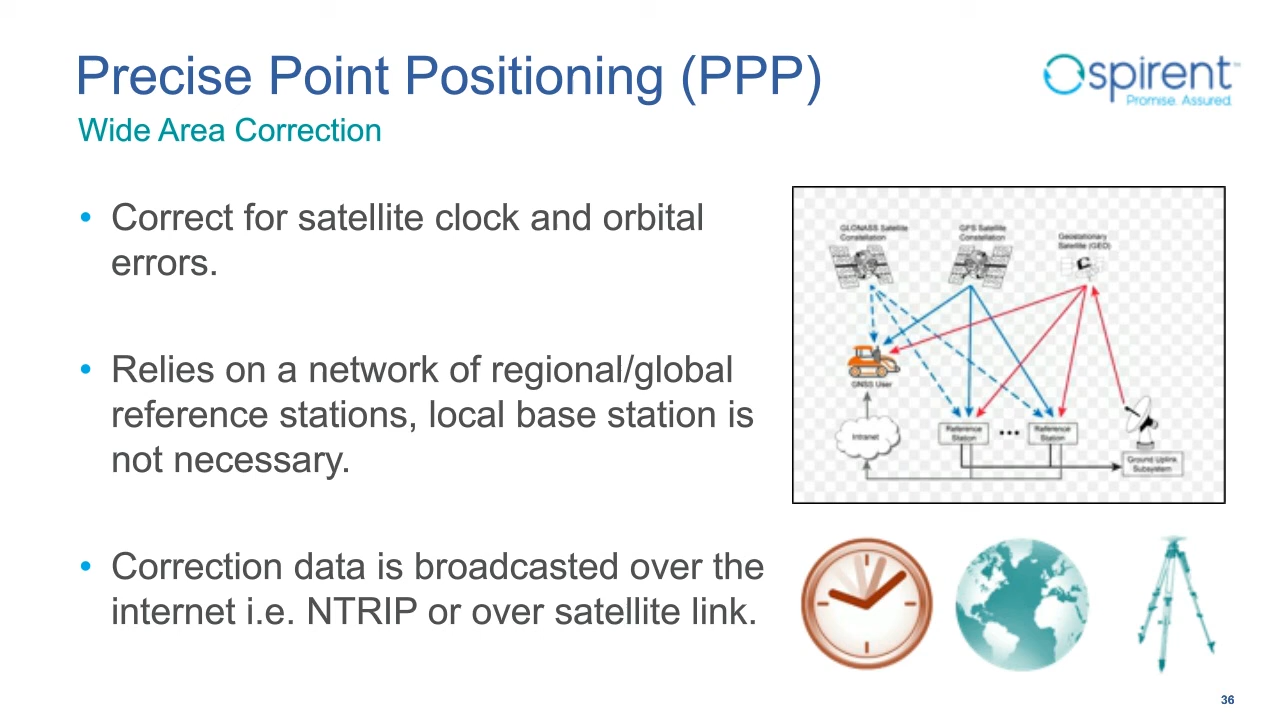 Precise Point Positioning (PPP)
spirent™
Promise. Assured.
Wide Area Correction
• Correct for satellite clock and orbital
errors.
• Relies on a network of regional/global
reference stations, local base station is
not necessary.
• Correction data is broadcasted over the
internet i.e. NTRIP or over satellite link.
GLONASS Satellite
Constellation
GPS Satellite
Constellation
Geostationary
Satellite (GEO)
GNSS User
Intranet
Reference
Station
Reference
Station
Ground Uplink
Subsystem
36